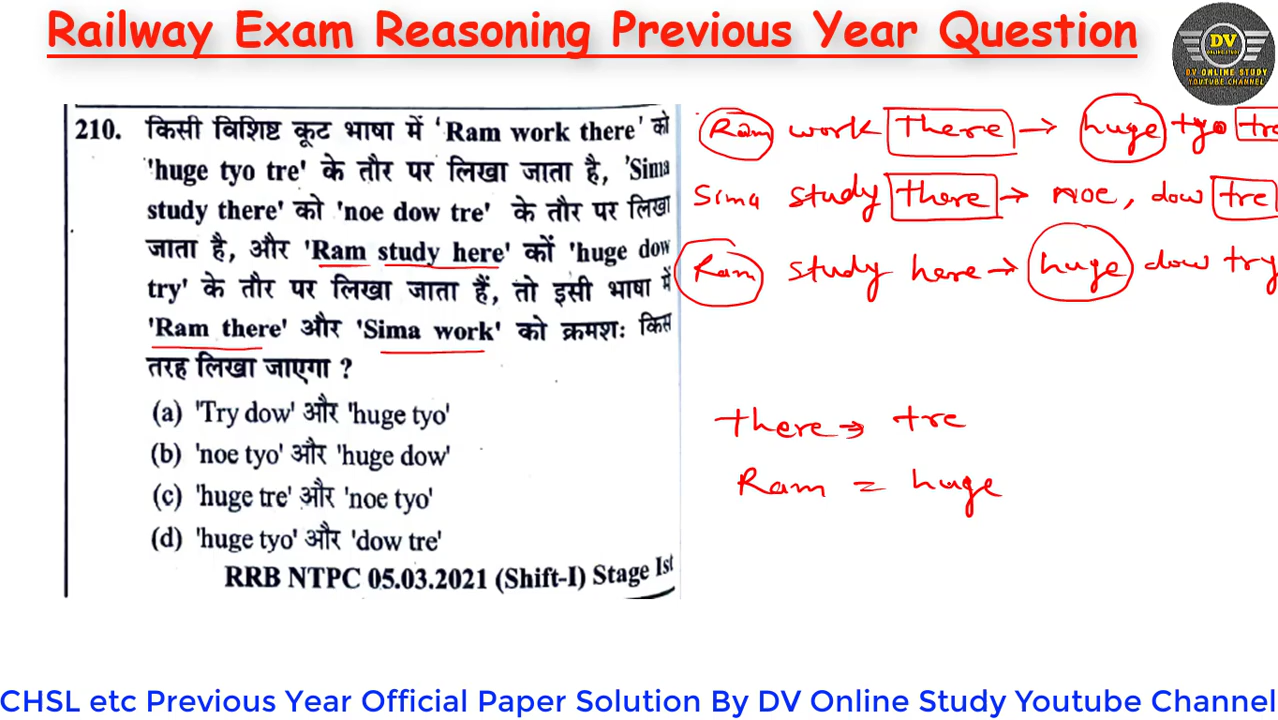 Railway Exam Reasoning Previous Year Question
DV
ONLINE STUDY
DV ONLINE STUDY
YOUTUBE CHANNEL
210. किसी विशिष्ट कूट भाषा में 'Ram work there' को
'huge tyo tre' के तौर पर लिखा जाता है, 'Sima
study there' को 'noe dow tre' के तौर पर लिखा
जाता है, और 'Ram study here' कों 'huge dow
try' के तौर पर लिखा जाता हैं, तो इसी भाषा में
'Ram there' और 'Sima work' को क्रमशः किस
तरह लिखा जाएगा ?
(a) 'Try dow' और 'huge tyo'
(b) 'noe tyo' और 'huge dow'
(c) 'huge tre' और 'noe tyo'
(d) 'huge tyo' और 'dow tre'
RRB NTPC 05.03.2021 (Shift-I) Stage Ist
Ram work There → huge tyo tre
Sima study there → Noe, dow tre
Ram study here → huge dow try
there → tre
Ram = huge
CHSL etc Previous Year Official Paper Solution By DV Online Study Youtube Channel